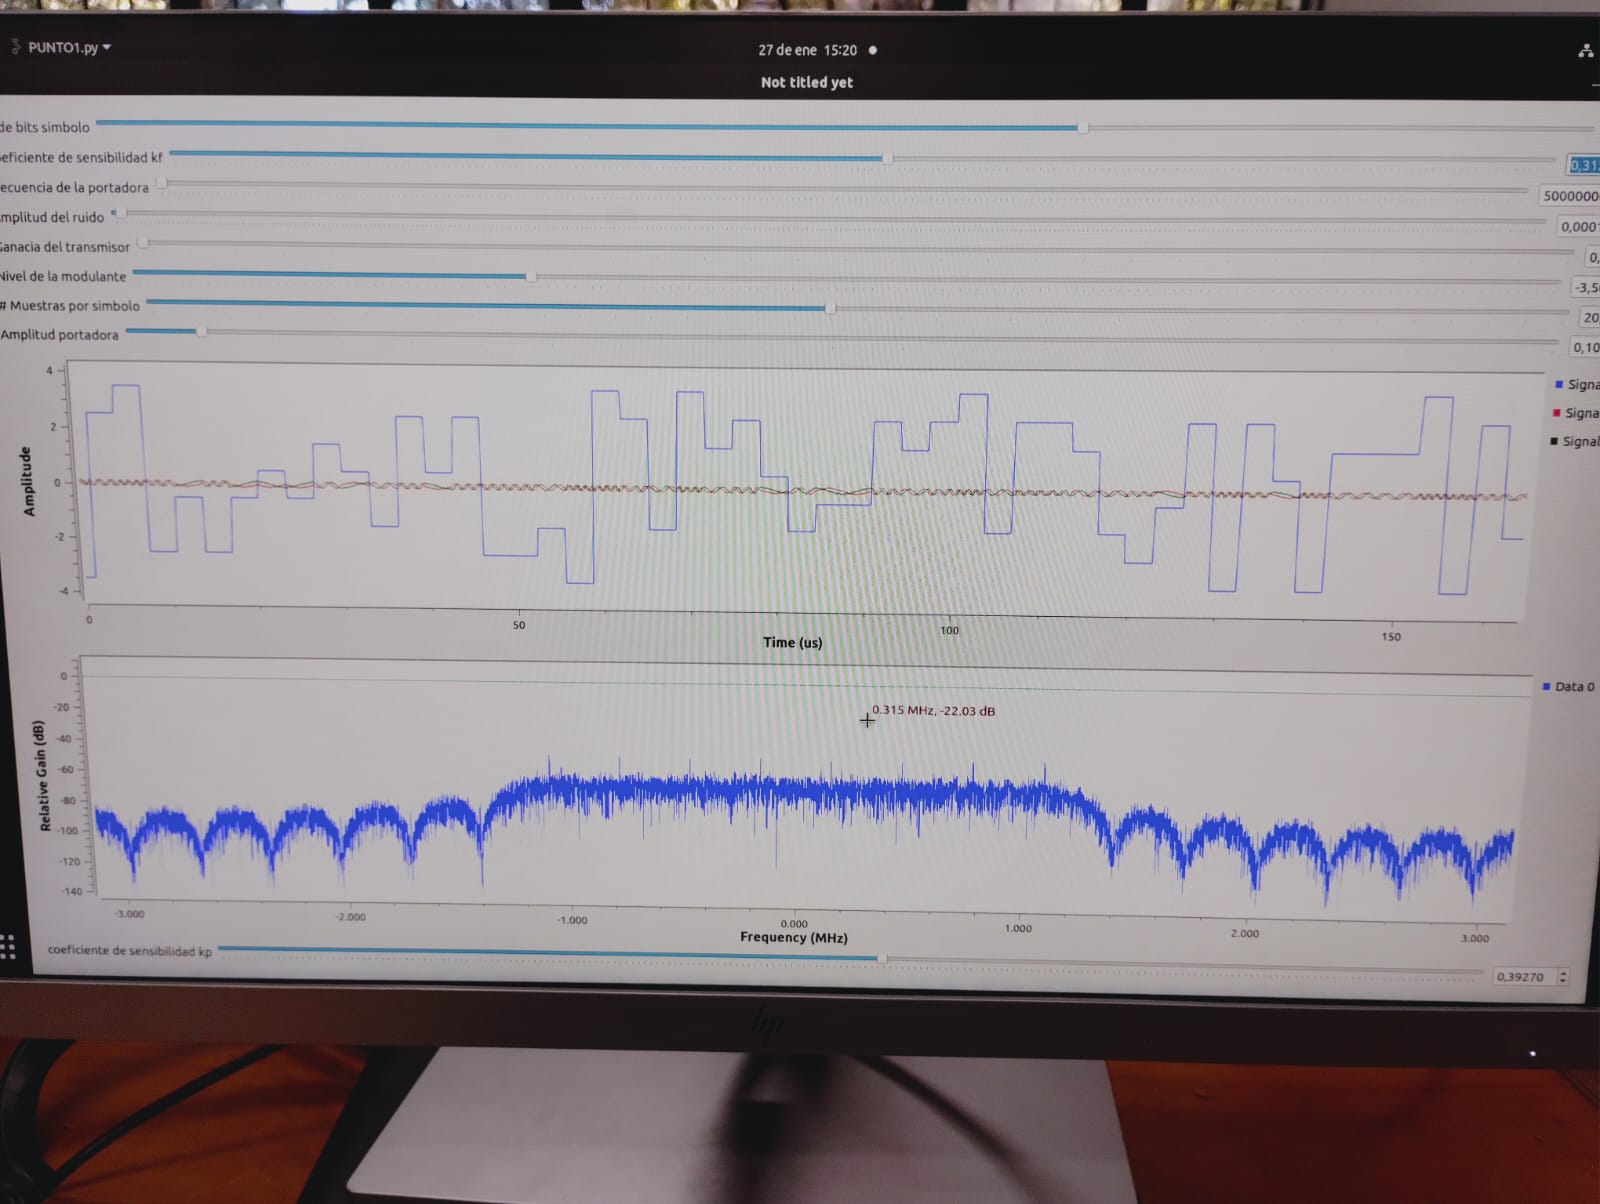 PUNTO1.py
27 de ene 15:20
Not titled yet
de bits simbolo
eficiente de sensibilidad kf
0,31
ecuencia de la portadora
5000000
mplitud del ruido
0,0001
Ganacia del transmisor
0,
Nivel de la modulante
-3,5
# Muestras por simbolo
20
Amplitud portadora
0,10
4
2
0
-2
-4
Amplitude
Signa
Signa
Signal
0
50
100
150
Time (us)
0
-20
-40
-60
-80
-100
-120
-140
Relative Gain (dB)
0.315 MHz, -22.03 dB
Data 0
-3.000
-2.000
-1.000
0.000
1.000
2.000
3.000
Frequency (MHz)
coeficiente de sensibilidad kp
0,39270
hp